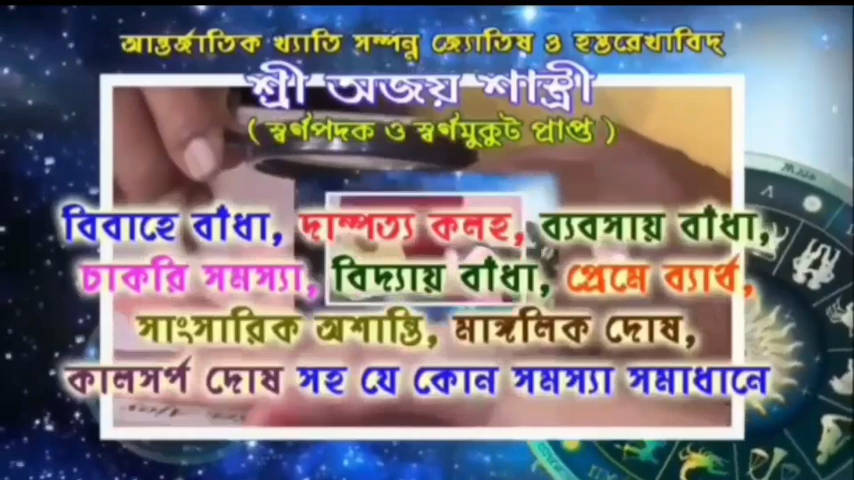 আন্তর্জাতিক খ্যাতি সম্পন্ন জ্যোতিষ ও হস্তরেখাবিদ্
শ্রী অজয় শাস্ত্রী
( স্বর্ণপদক ও স্বর্ণমুকুট প্রাপ্ত )
বিবাহে বাঁধা, দাম্পত্য কলহ, ব্যবসায় বাঁধা,
চাকরি সমস্যা, বিদ্যায় বাঁধা, প্রেমে ব্যার্থ,
সাংসারিক অশান্তি, মাঙ্গলিক দোষ,
কালসর্প দোষ সহ যে কোন সমস্যা সমাধানে